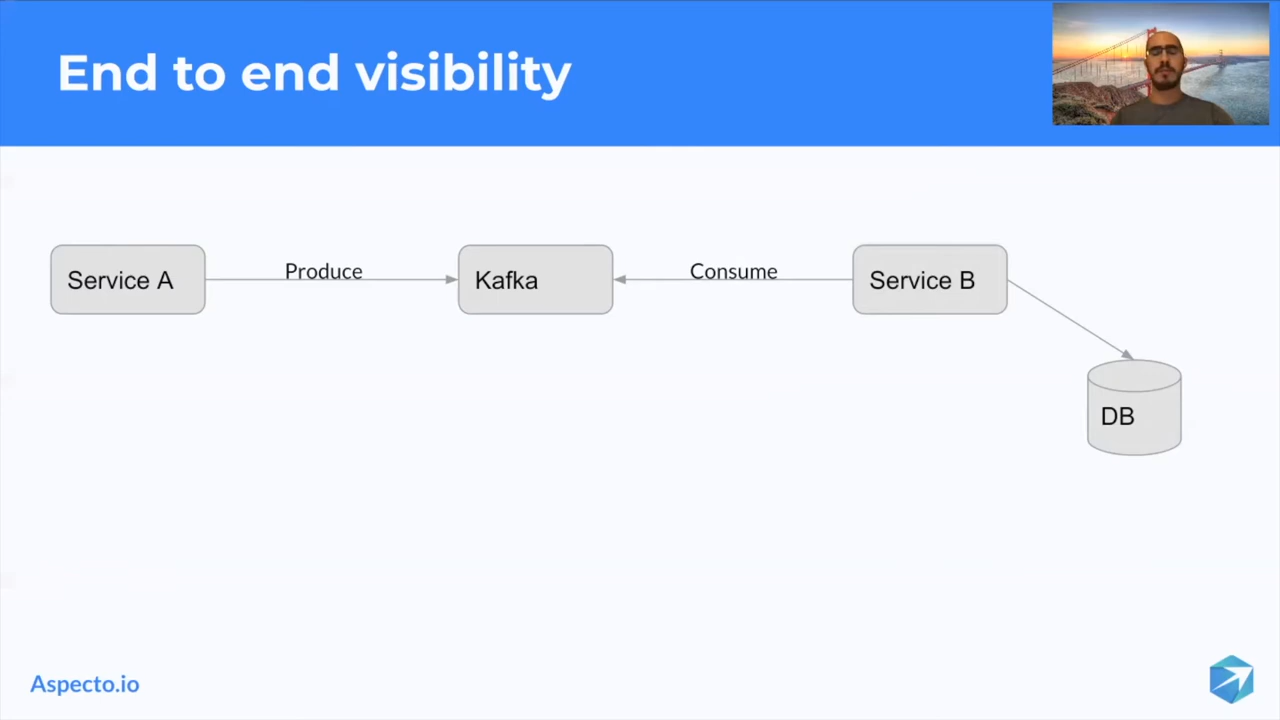 End to end visibility
Service A
Produce
Kafka
Consume
Service B
DB
Aspecto.io